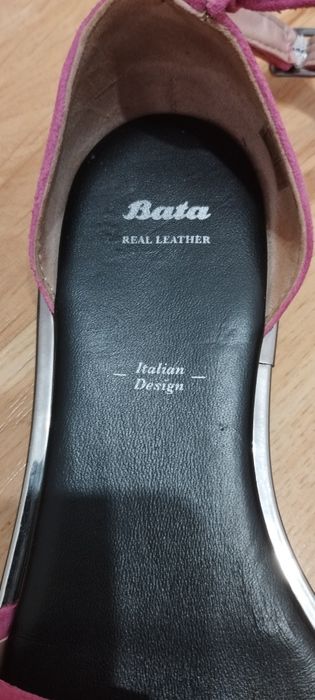 Bata
REAL LEATHER
— Italian —
Design